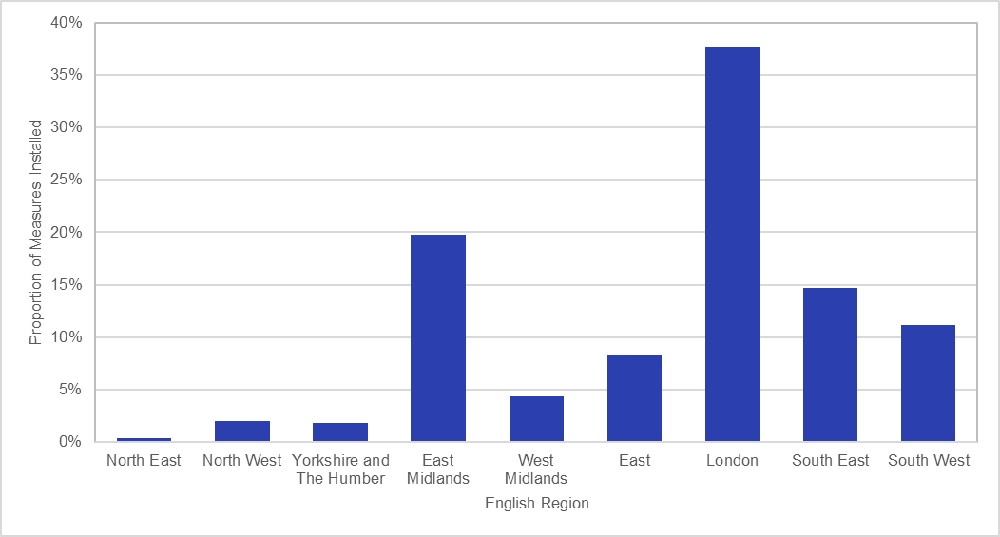 40%
35%
30%
25%
20%
15%
10%
5%
0%
Proportion of Measures Installed
North East
North West
Yorkshire and
The Humber
East
Midlands
West
Midlands
East
London
South East
South West
English Region